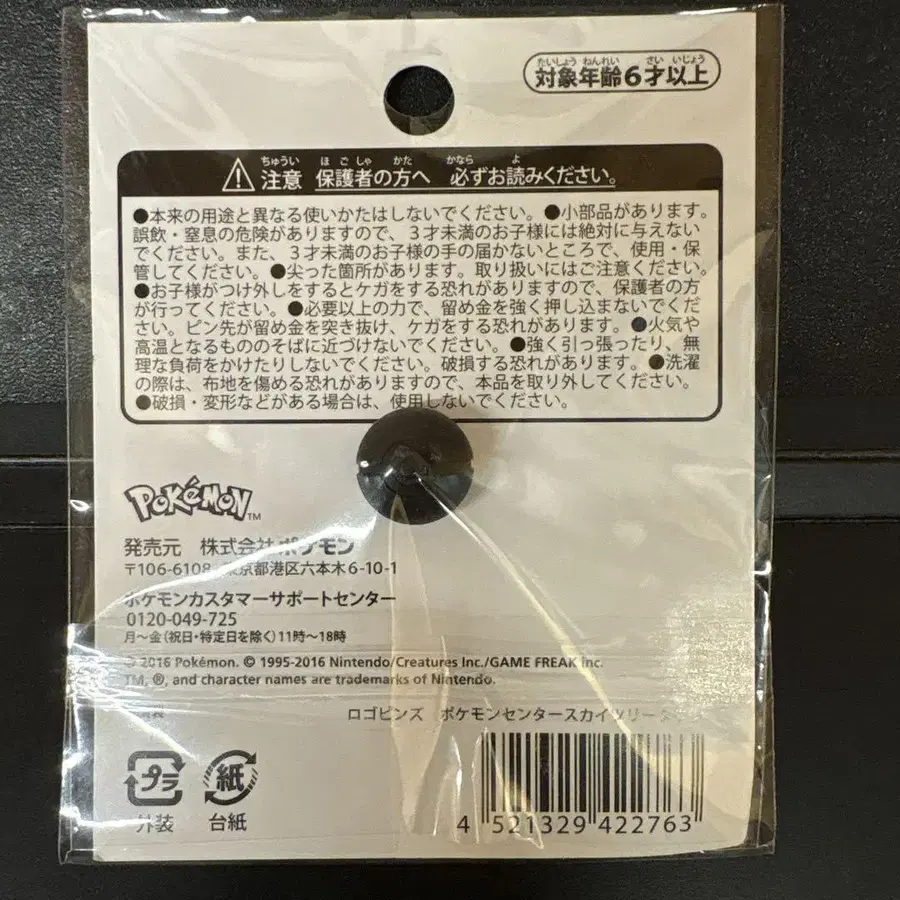 対象年齢6才以上
たいしょう ねんれい さい いじょう
ちゅうい ほごしゃ かた かなら よ
注意 保護者の方へ 必ずお読みください。
●本来の用途と異なる使いかたはしないでください。●小部品があります。
誤飲・窒息の危険がありますので、3才未満のお子様には絶対に与えない
でください。また、3才未満のお子様の手の届かないところで、使用・保
管してください。●尖った箇所があります。取り扱いにはご注意ください。
●お子様がつけ外しをするとケガをする恐れがありますので、保護者の方
が行ってください。●必要以上の力で、留め金を強く押し込まないでくだ
さい。ピン先が留め金を突き抜け、ケガをする恐れがあります。●火気や
高温となるもののそばに近づけないでください。●強く引っ張ったり、無
理な負荷をかけたりしないでください。破損する恐れがあります。●洗濯
の際は、布地を傷める恐れがありますので、本品を取り外してください。
●破損・変形などがある場合は、使用しないでください。
POKéMON™
発売元 株式会社ポケモン
〒106-6108 東京都港区六本木6-10-1
ポケモンカスタマーサポートセンター
0120-049-725
月～金(祝日・特定日を除く)11時～18時
© 2016 Pokémon. © 1995-2016 Nintendo/Creatures Inc./GAME FREAK inc.
TM, ®, and character names are trademarks of Nintendo.
ロゴピンズ ポケモンセンタースカイツリー
プラ
外装
紙
台紙
4 521329 422763